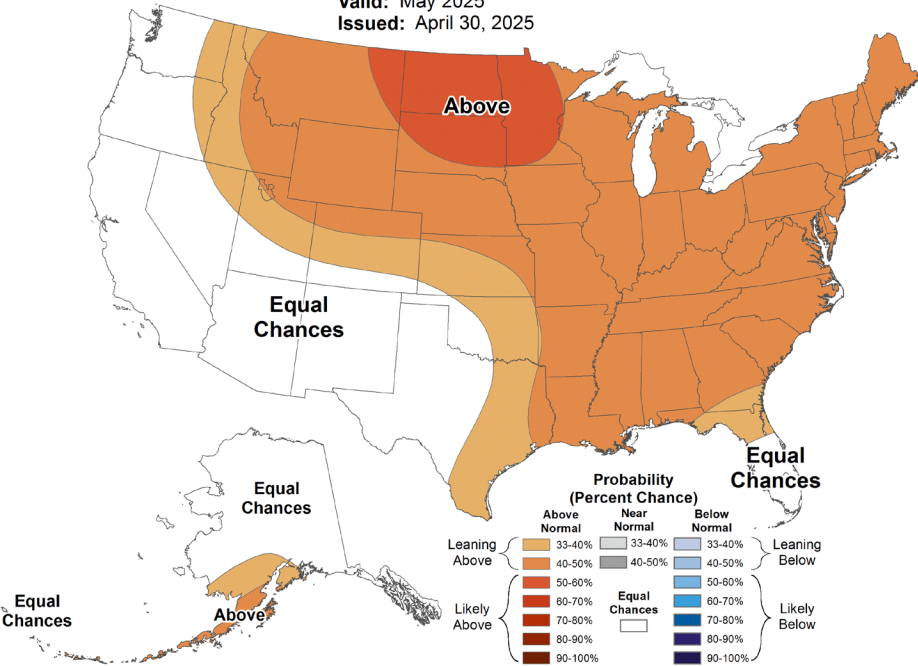 Valid: May 2025
Issued: April 30, 2025
Above
Equal
Chances
Equal
Chances
Equal
Chances
Above
Equal
Chances
Probability
(Percent Chance)
Above
Normal
Near
Normal
Below
Normal
Leaning
Above
33-40%
33-40%
33-40%
Leaning
Below
40-50%
40-50%
40-50%
Likely
Above
50-60%
50-60%
Likely
Below
60-70%
Equal
Chances
60-70%
70-80%
70-80%
80-90%
80-90%
90-100%
90-100%